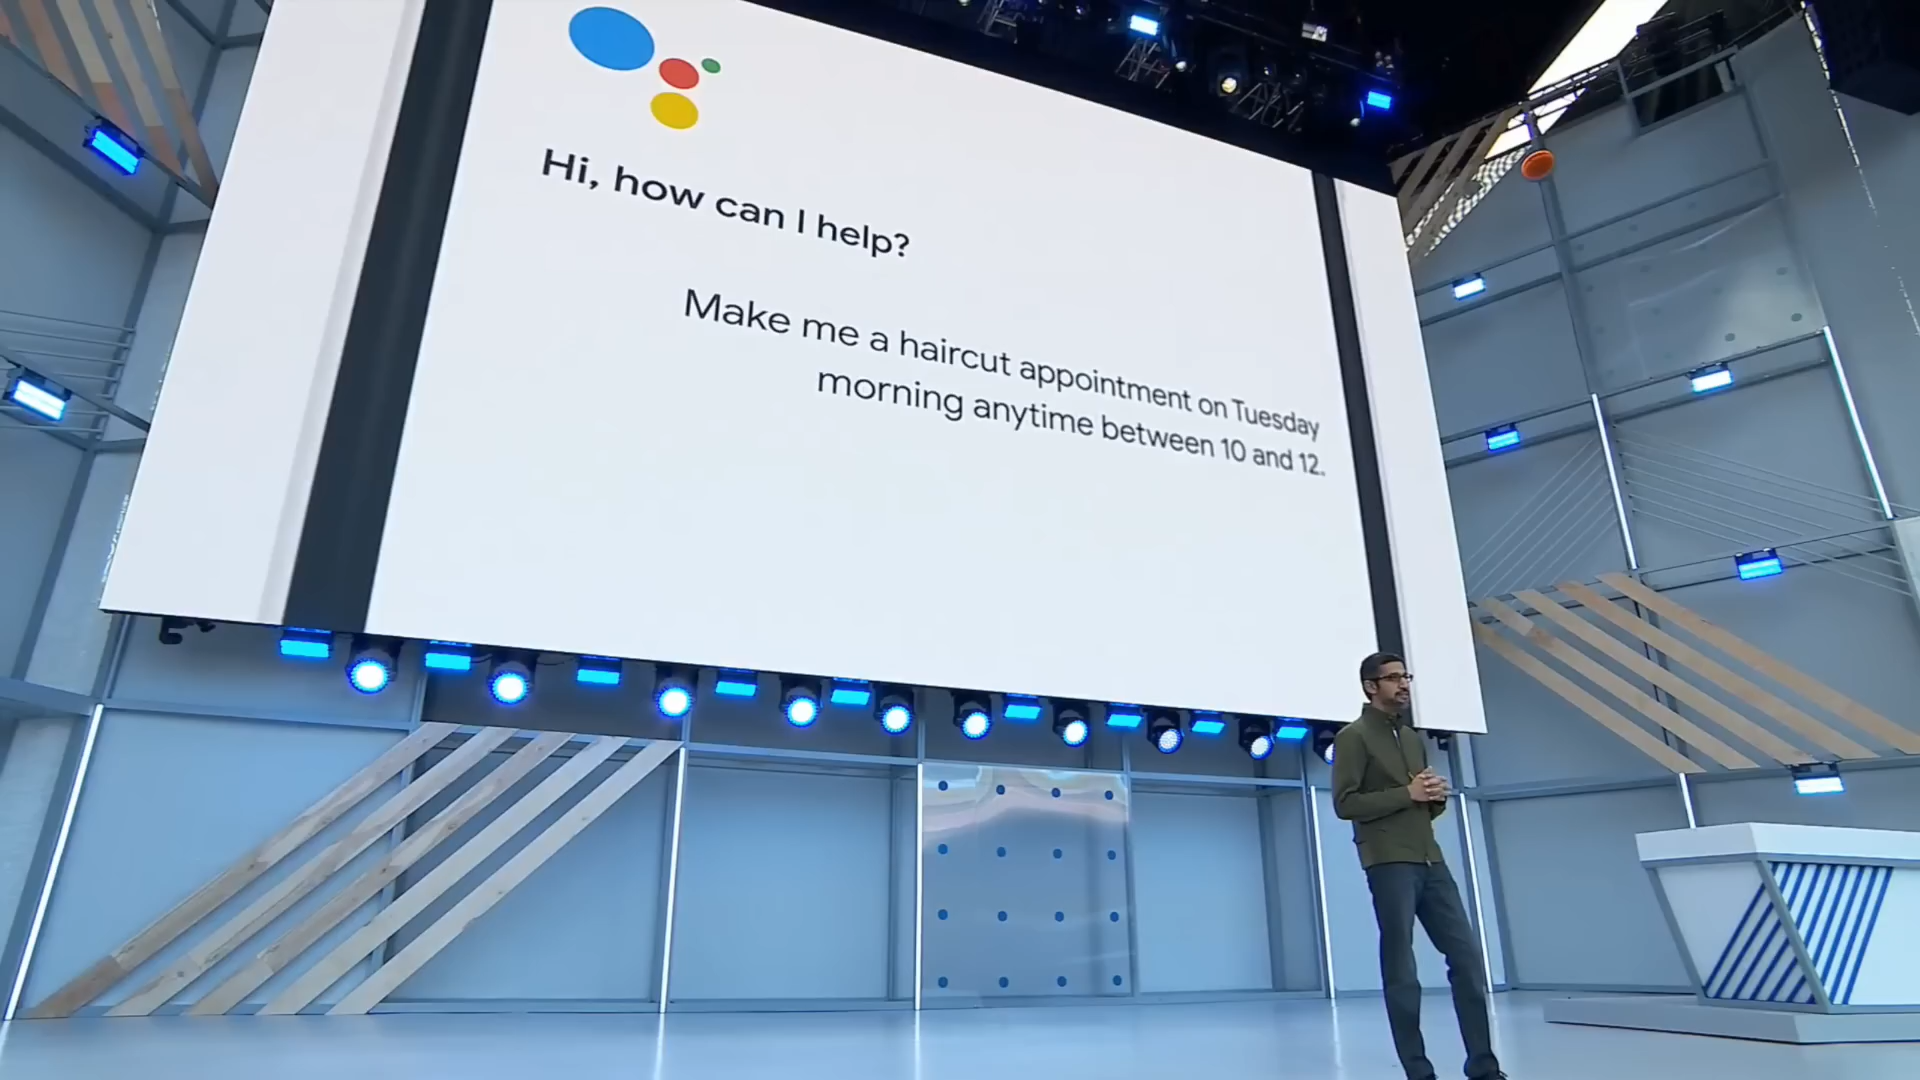 Hi, how can I help?
Make me a haircut appointment on Tuesday
morning anytime between 10 and 12.